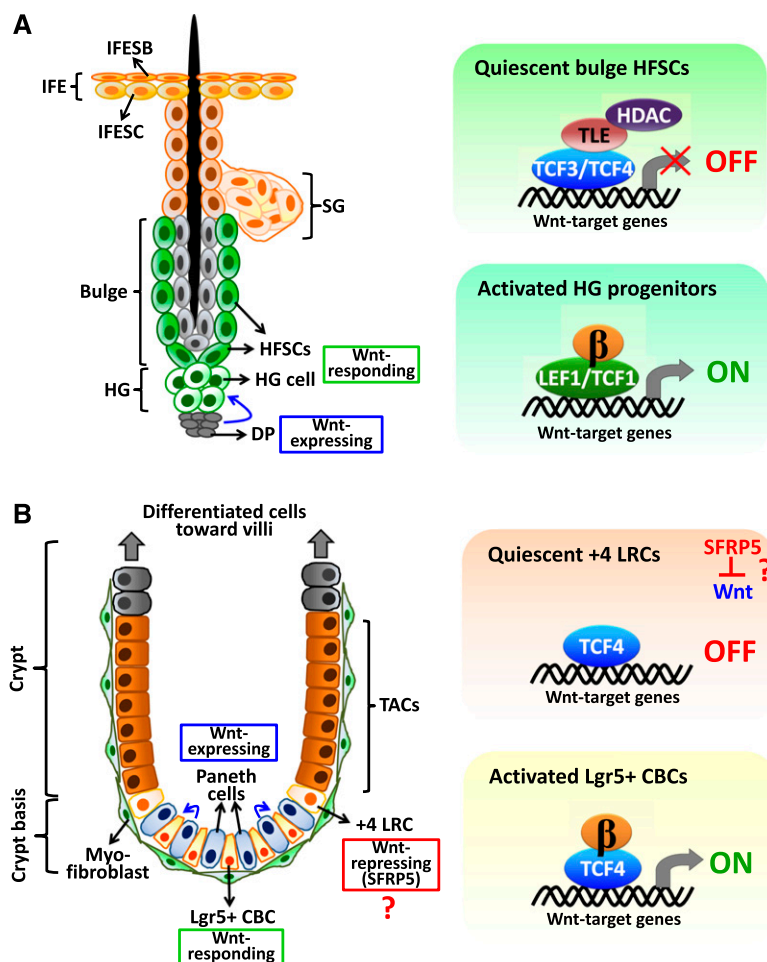 A
IFESB
IFE
IFESC
SG
Bulge
HFSCs
Wnt-
responding
HG cell
HG
DP
Wnt-
expressing
Quiescent bulge HFSCs
HDAC
TLE
TCF3/TCF4
OFF
Wnt-target genes
Activated HG progenitors
β
LEF1/TCF1
ON
Wnt-target genes
B
Differentiated cells
toward villi
Crypt
TACs
Wnt-
expressing
Paneth
cells
Crypt basis
+4 LRC
Myo-
fibroblast
Wnt-
repressing
(SFRP5)
?
Lgr5+ CBC
Wnt-
responding
Quiescent +4 LRCs
SFRP5
?
Wnt
TCF4
OFF
Wnt-target genes
Activated Lgr5+ CBCs
β
TCF4
ON
Wnt-target genes